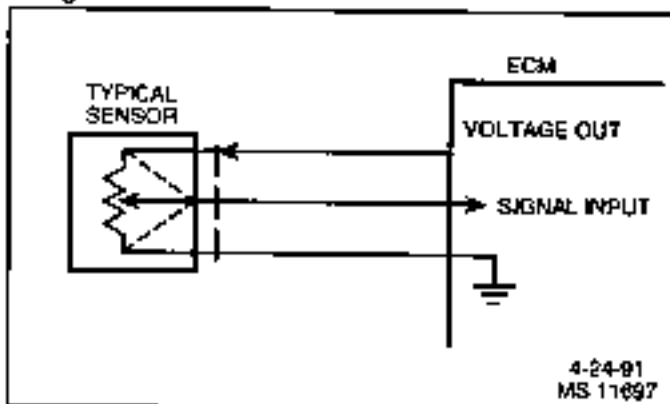 ECM
TYPICAL
SENSOR
VOLTAGE OUT
SIGNAL INPUT
4-24-91
MS 11697